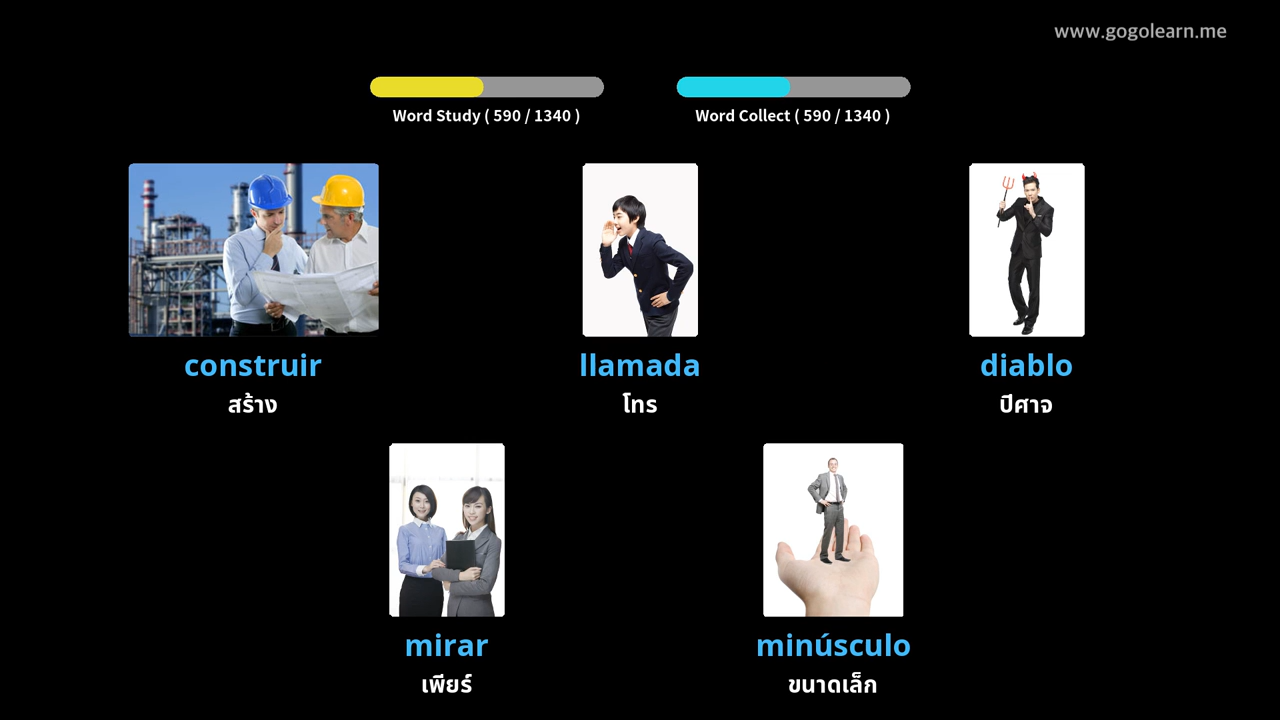 www.gogolearn.me
Word Study ( 590 / 1340 )
Word Collect ( 590 / 1340 )
construir
สร้าง
llamada
โทร
diablo
ปีศาจ
mirar
เพียร์
minúsculo
ขนาดเล็ก